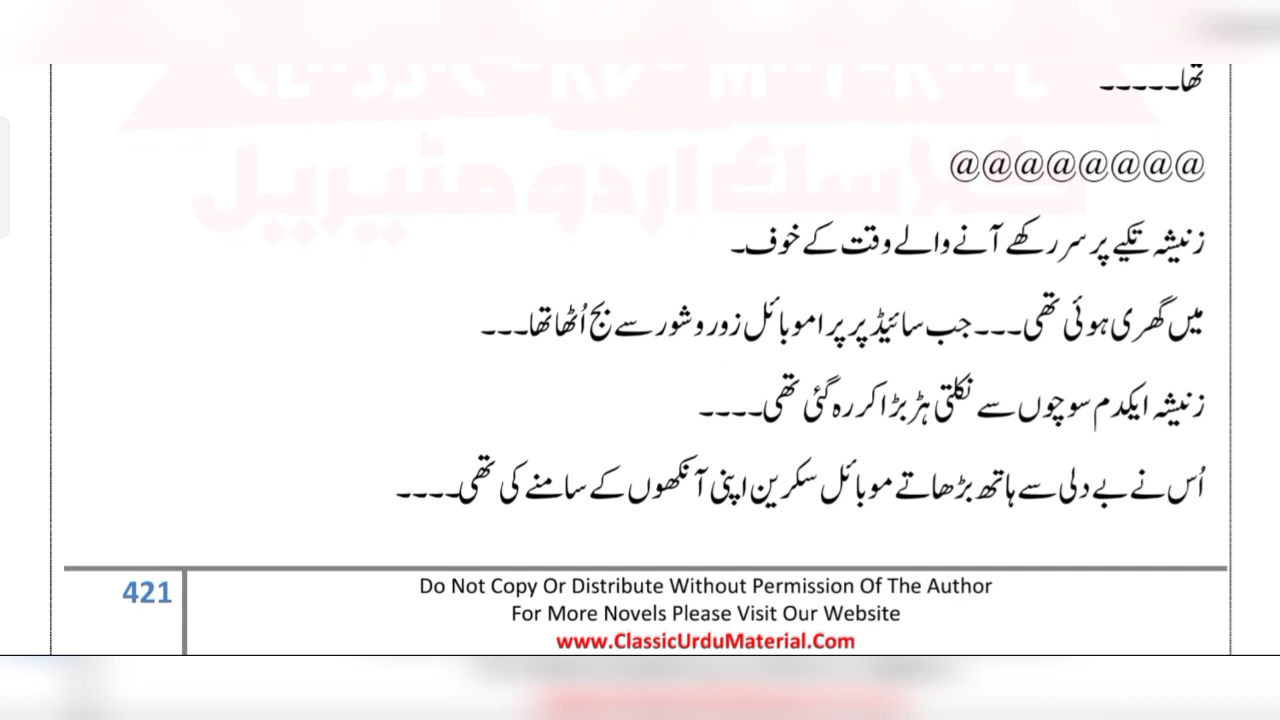 تھا۔۔۔۔۔
@@@@@@@@
زنیشہ تکیے پر سر رکھے آنے والے وقت کے خوف۔
میں گھری ہوئی تھی۔۔۔ جب سائیڈ پر پر اموبائل زور و شور سے بج اُٹھا تھا۔۔۔
زنیشہ ایکدم سوچوں سے نکلتی ہڑبڑا کر رہ گئی تھی۔۔۔۔
اُس نے بے دلی سے ہاتھ بڑھاتے موبائل سکرین اپنی آنکھوں کے سامنے کی تھی۔۔۔۔
421
Do Not Copy Or Distribute Without Permission Of The Author
For More Novels Please Visit Our Website
www.ClassicUrduMaterial.Com